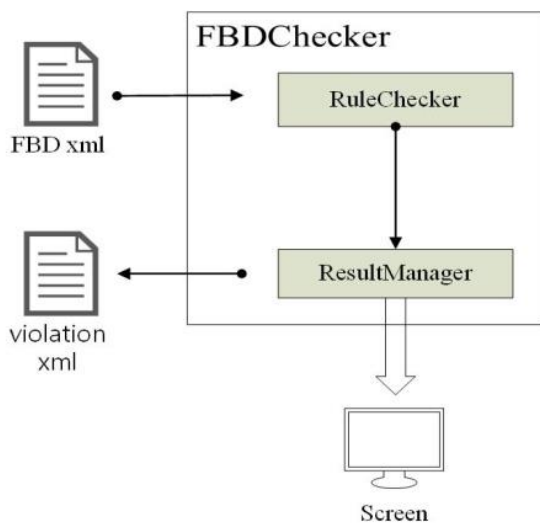 FBDChecker
RuleChecker
FBD xml
ResultManager
violation
xml
Screen